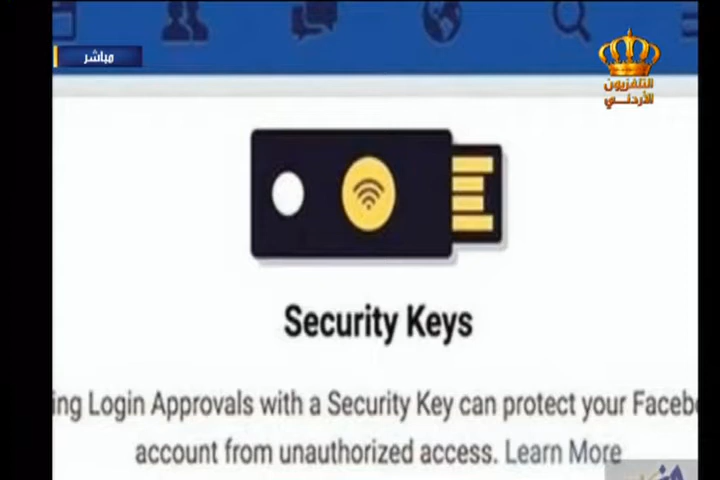 مباشر
التلفزيون
الأردني
Security Keys
ing Login Approvals with a Security Key can protect your Facebo
account from unauthorized access. Learn More